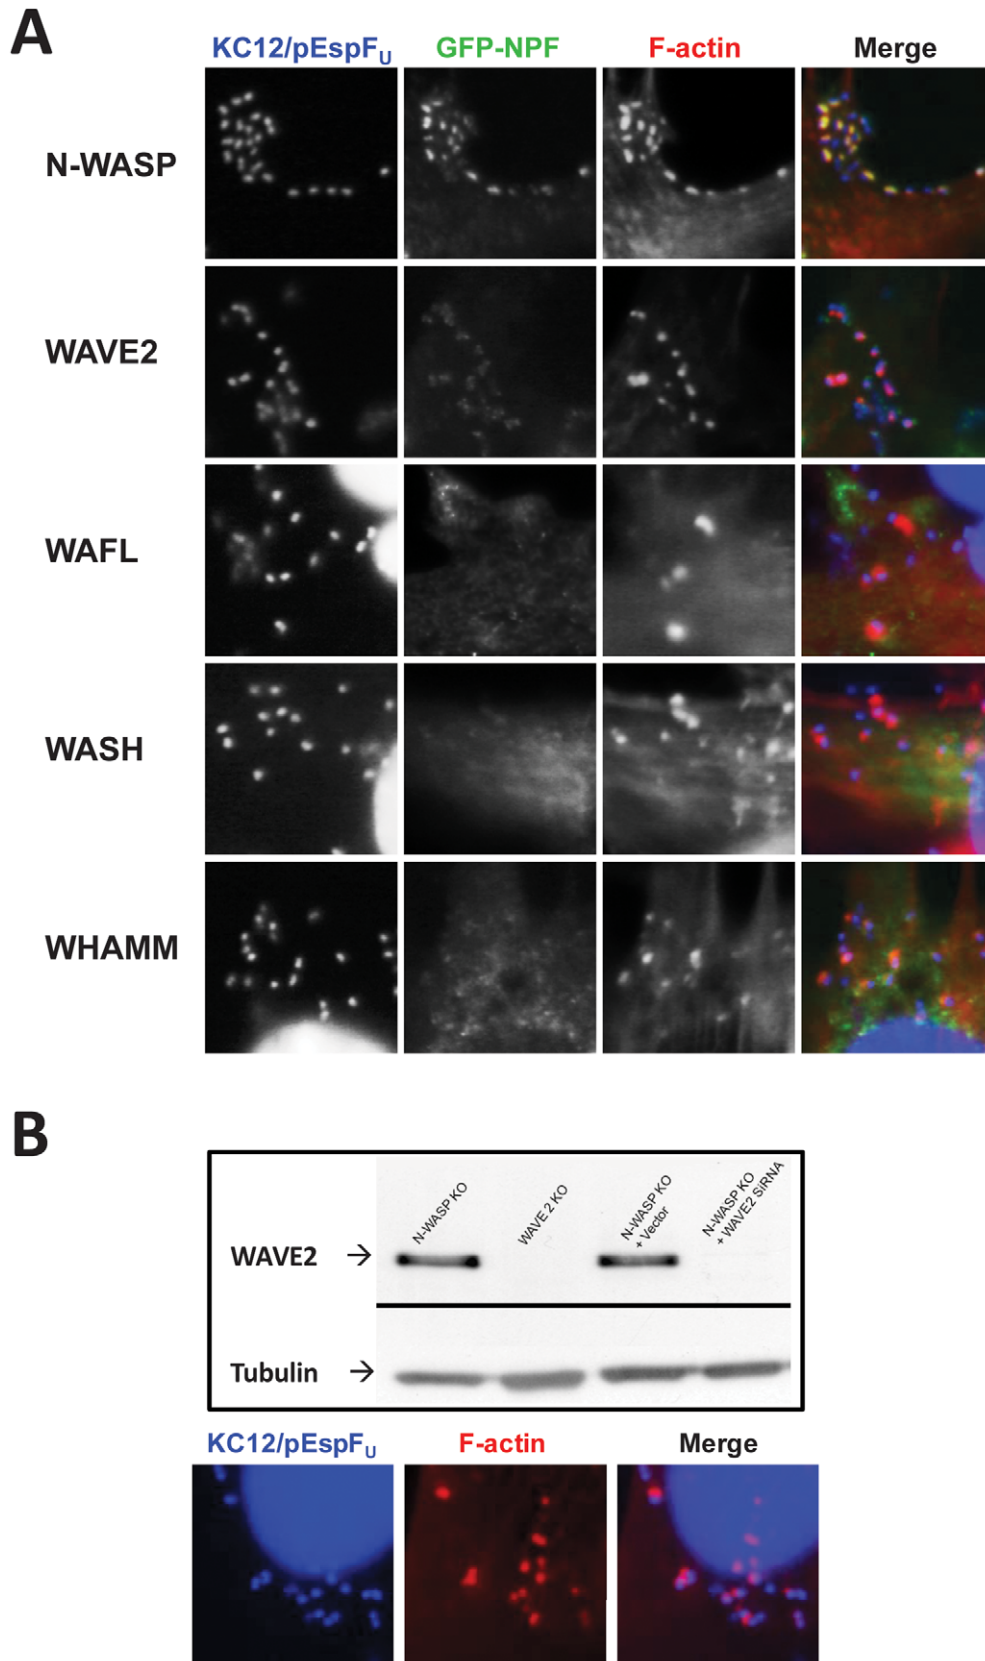 A
KC12/pEspFU GFP-NPF F-actin Merge
N-WASP
WAVE2
WAFL
WASH
WHAMM
B
N-WASP KO
WAVE 2 KO
N-WASP KO
+ Vector
N-WASP KO
+ WAVE2 SiRNA
WAVE2 →
Tubulin →
KC12/pEspFU F-actin Merge